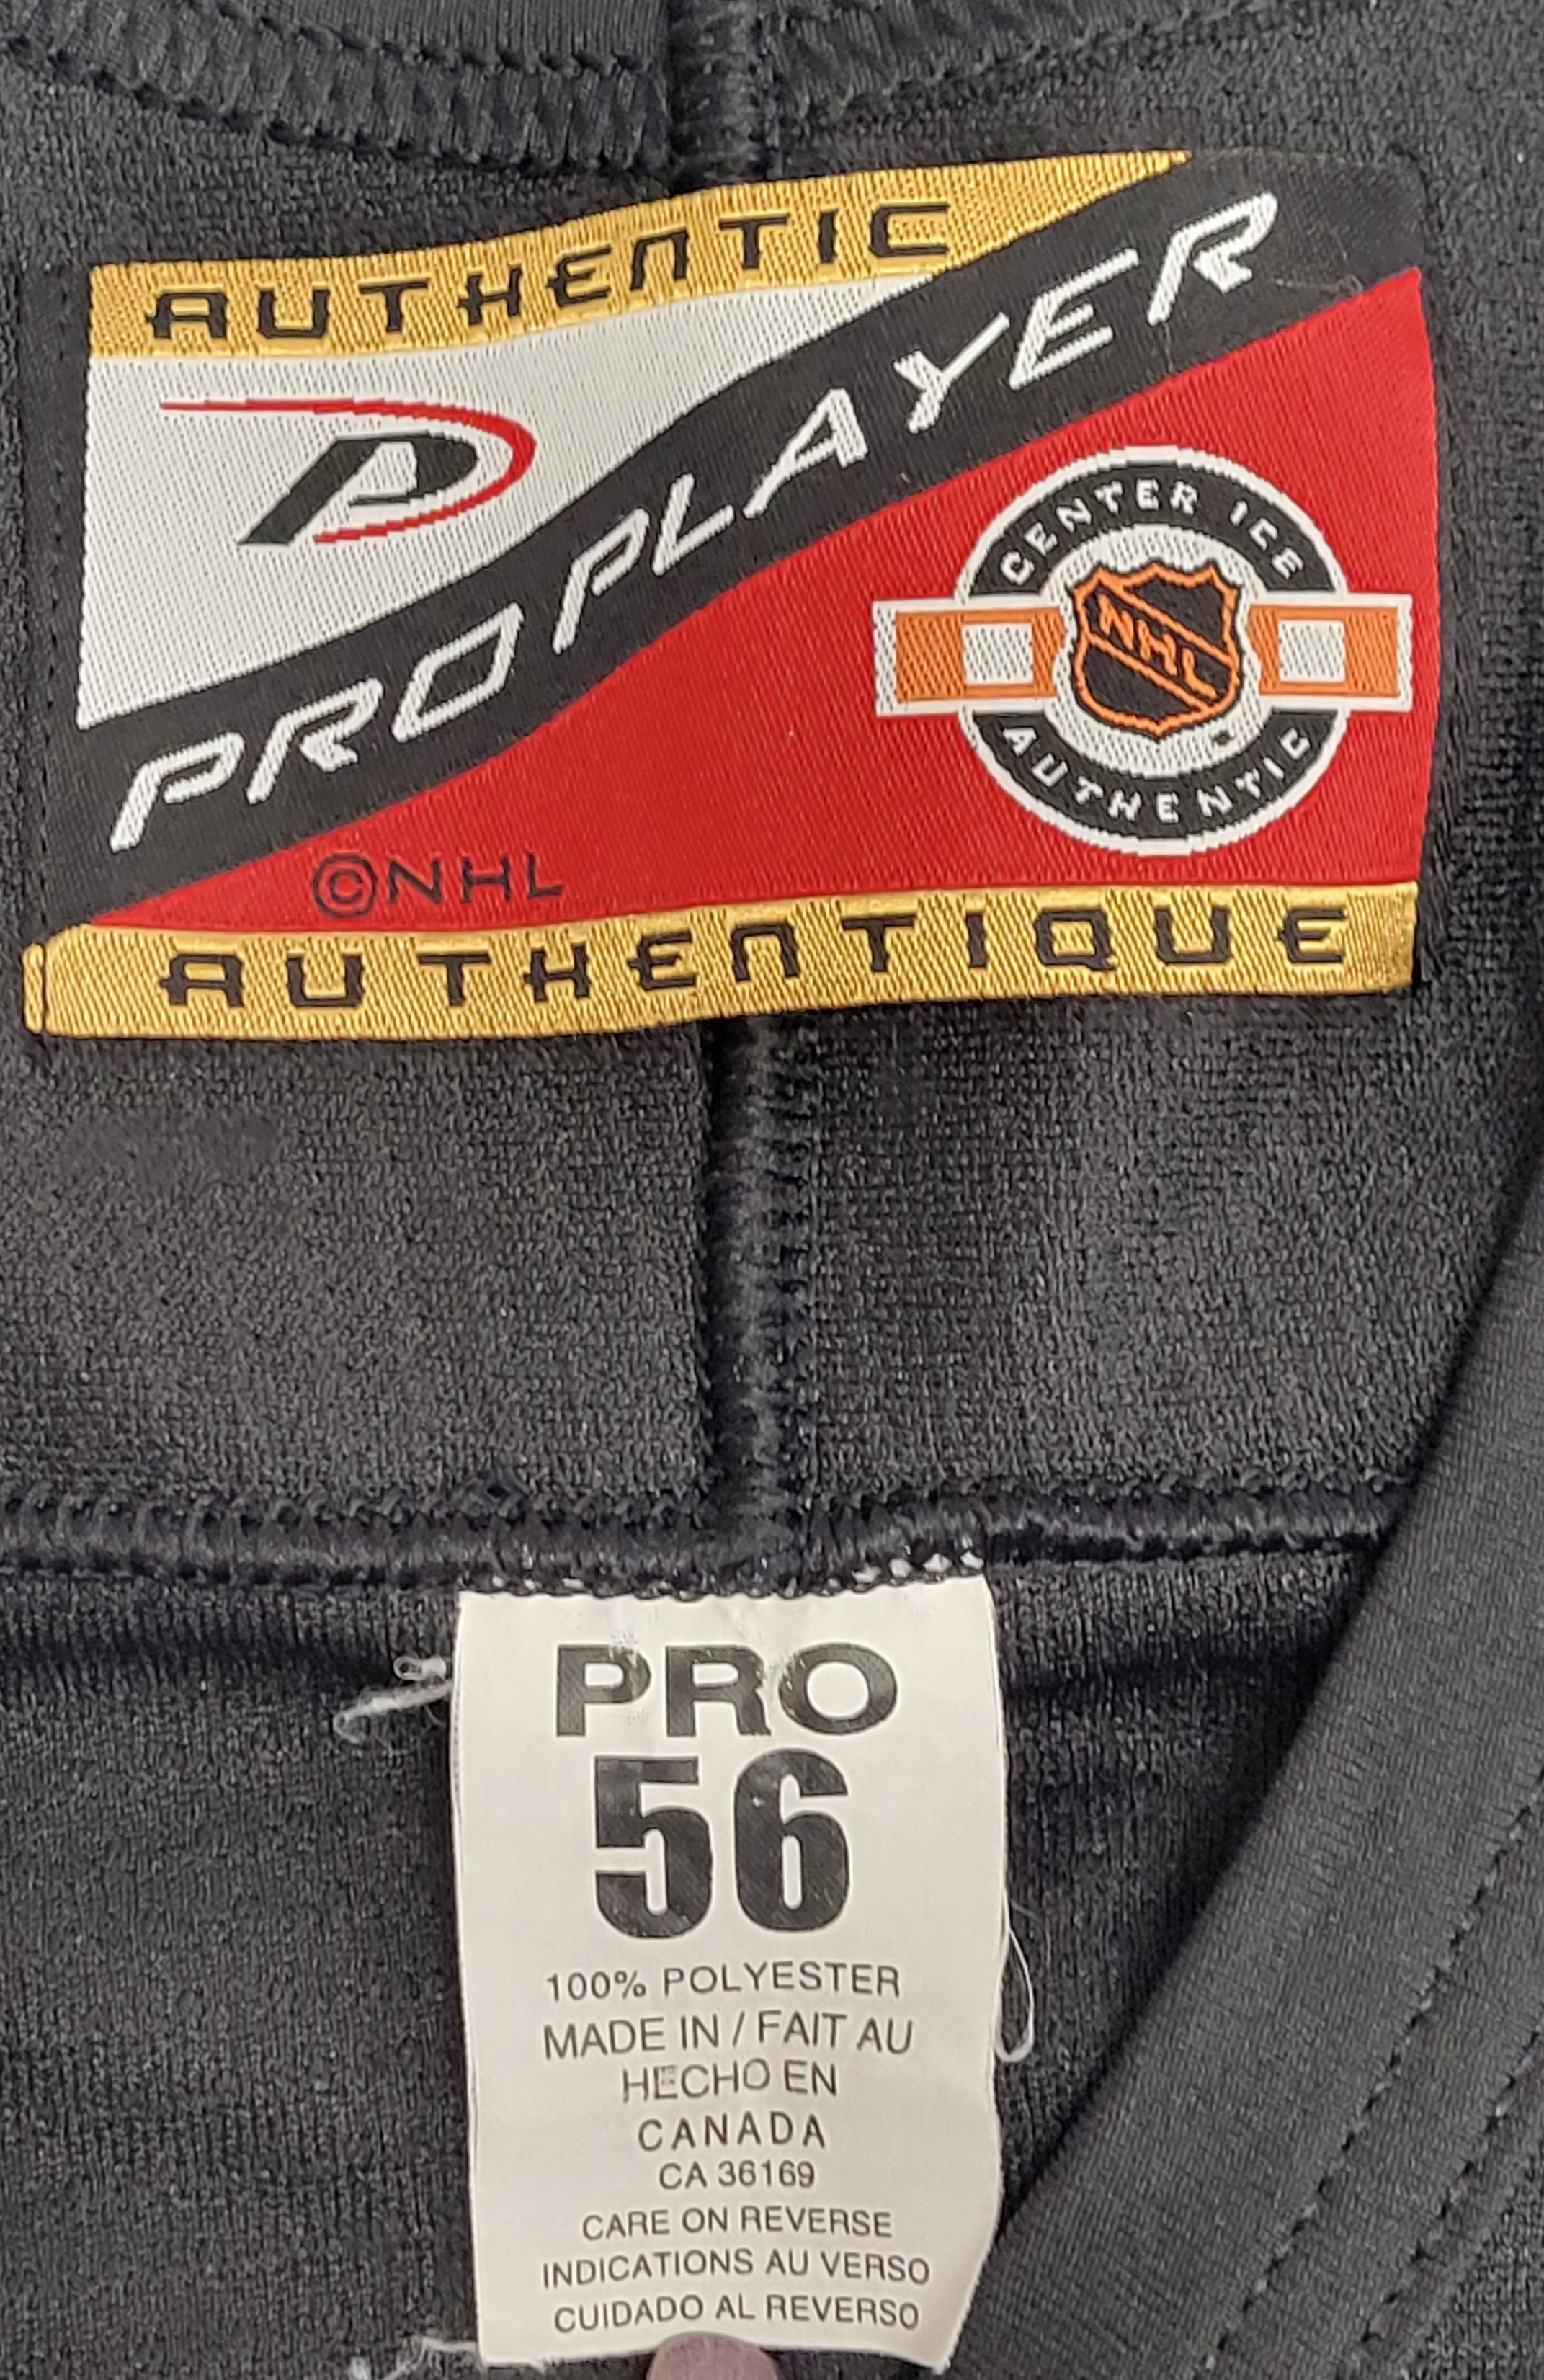 AUTHENTIC
PRO PLAYER
CENTER ICE
NHL
AUTHENTIC
©NHL
AUTHENTIQUE
PRO
56
100% POLYESTER
MADE IN / FAIT AU
HECHO EN
CANADA
CA 36169
CARE ON REVERSE
INDICATIONS AU VERSO
CUIDADO AL REVERSO